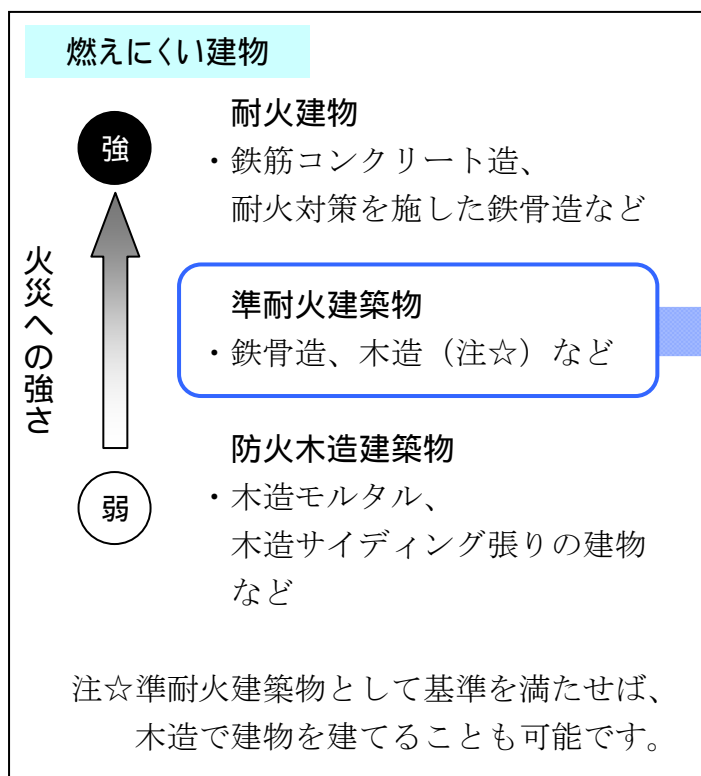 燃えにくい建物
強
火災への強さ
弱
耐火建物
・鉄筋コンクリート造、
耐火対策を施した鉄骨造など
準耐火建築物
・鉄骨造、木造（注☆）など
防火木造建築物
・木造モルタル、
木造サイディング張りの建物
など
注☆準耐火建築物として基準を満たせば、
木造で建物を建てることも可能です。